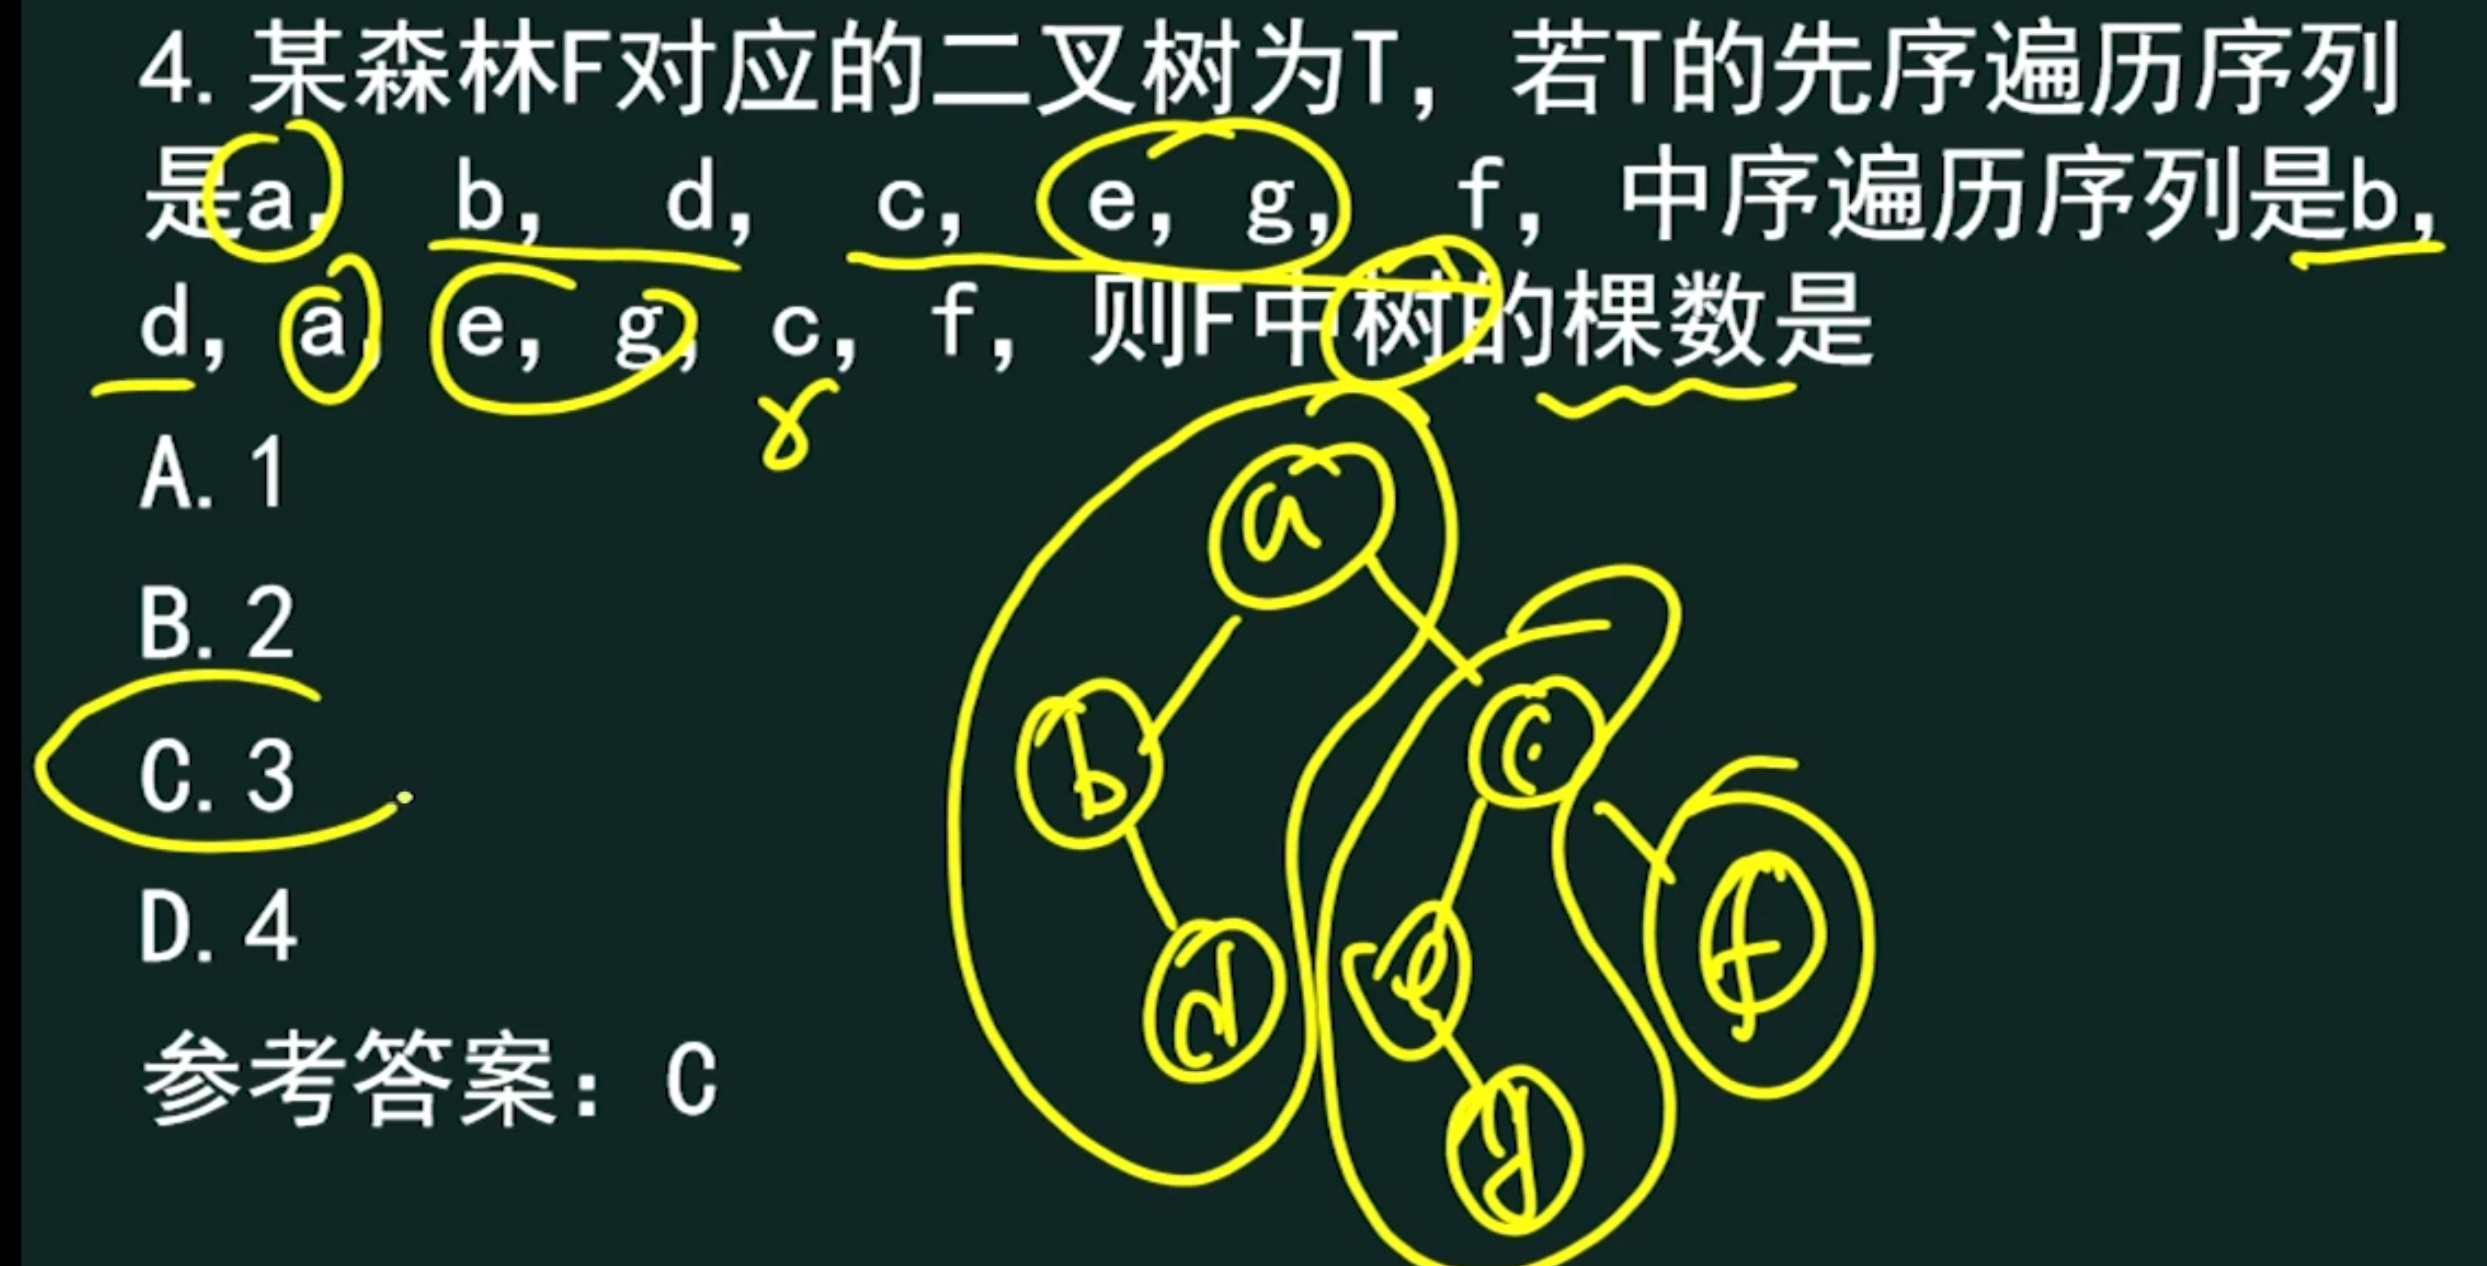 4. 某森林F对应的二叉树为T，若T的先序遍历序列
是a， b， d， c， e， g， f，中序遍历序列是b，
d，a，e，g，c，f，则F中树的棵数是
A. 1
B. 2
C. 3
D. 4
参考答案：C
a
b
c
d
e
f
g